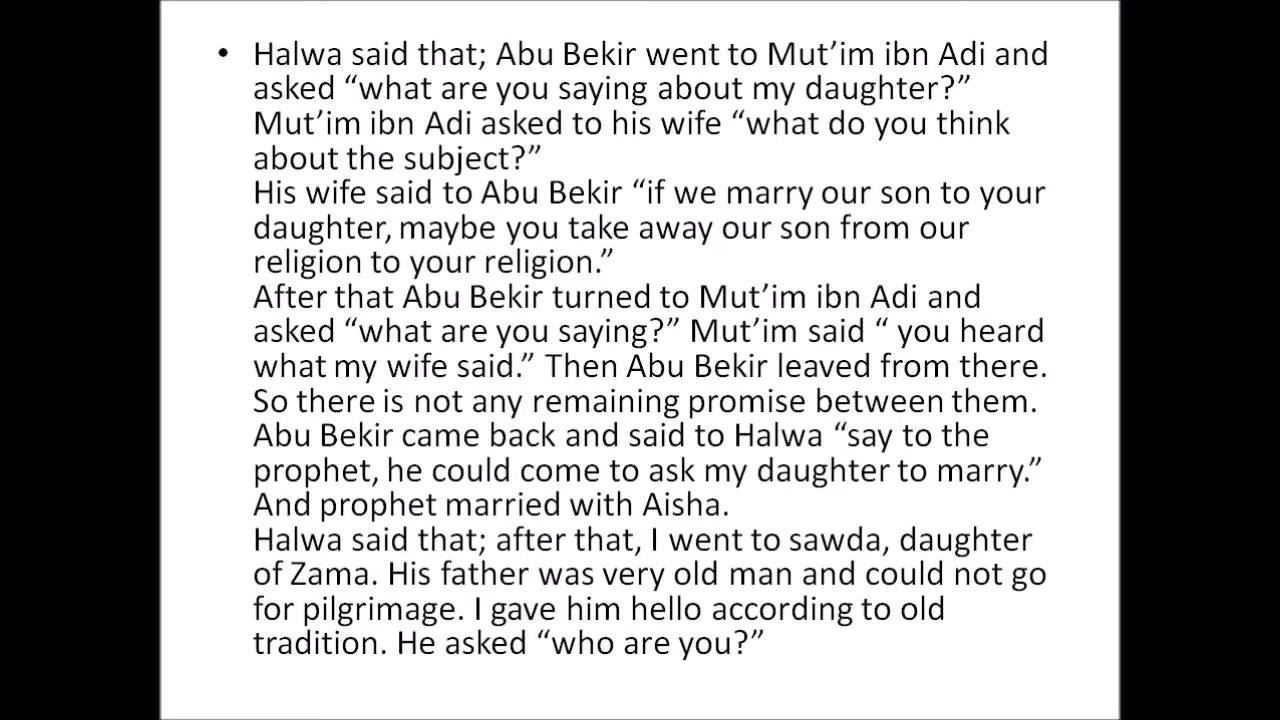 • Halwa said that; Abu Bekir went to Mut’im ibn Adi and
asked “what are you saying about my daughter?”
Mut’im ibn Adi asked to his wife “what do you think
about the subject?”
His wife said to Abu Bekir “if we marry our son to your
daughter, maybe you take away our son from our
religion to your religion.”
After that Abu Bekir turned to Mut’im ibn Adi and
asked “what are you saying?” Mut’im said “ you heard
what my wife said.” Then Abu Bekir leaved from there.
So there is not any remaining promise between them.
Abu Bekir came back and said to Halwa “say to the
prophet, he could come to ask my daughter to marry.”
And prophet married with Aisha.
Halwa said that; after that, I went to sawda, daughter
of Zama. His father was very old man and could not go
for pilgrimage. I gave him hello according to old
tradition. He asked “who are you?”